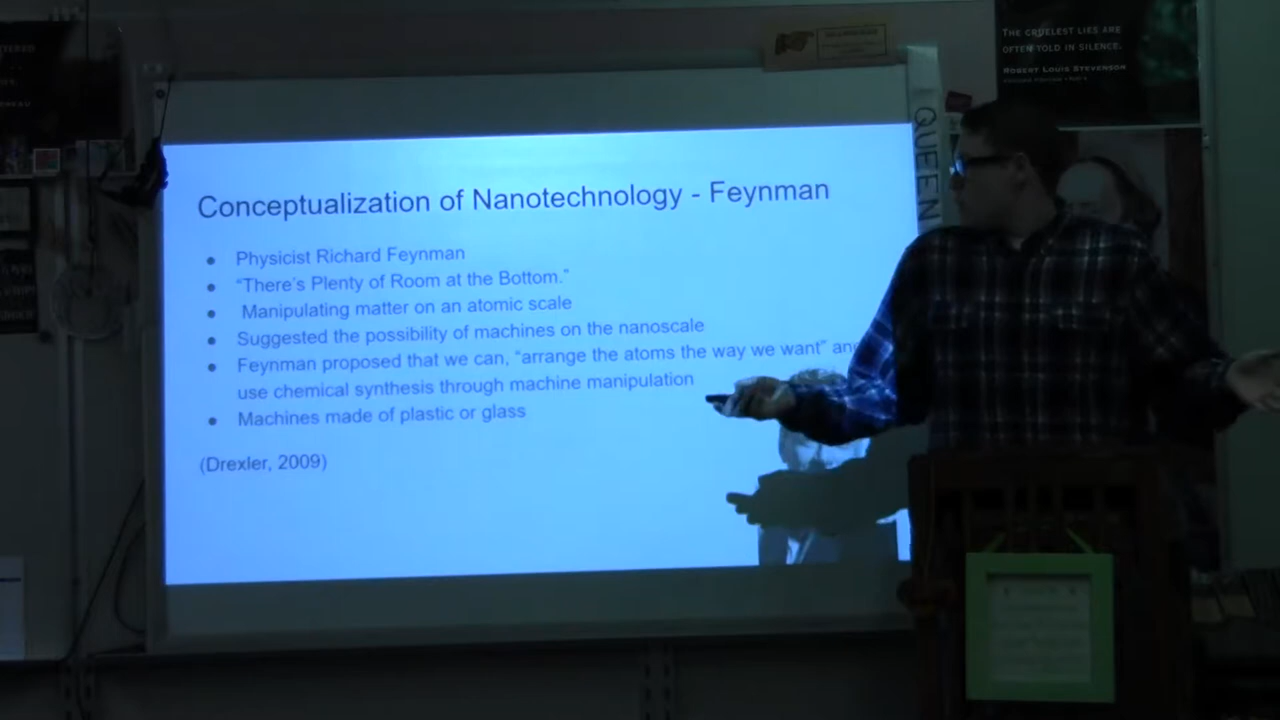 THE CRUELEST LIES ARE
OFTEN TOLD IN SILENCE.
ROBERT LOUIS STEVENSON
QUEEN
Conceptualization of Nanotechnology - Feynman
● Physicist Richard Feynman
● “There’s Plenty of Room at the Bottom.”
● Manipulating matter on an atomic scale
● Suggested the possibility of machines on the nanoscale
● Feynman proposed that we can, “arrange the atoms the way we want”
use chemical synthesis through machine manipulation
● Machines made of plastic or glass
(Drexler, 2009)